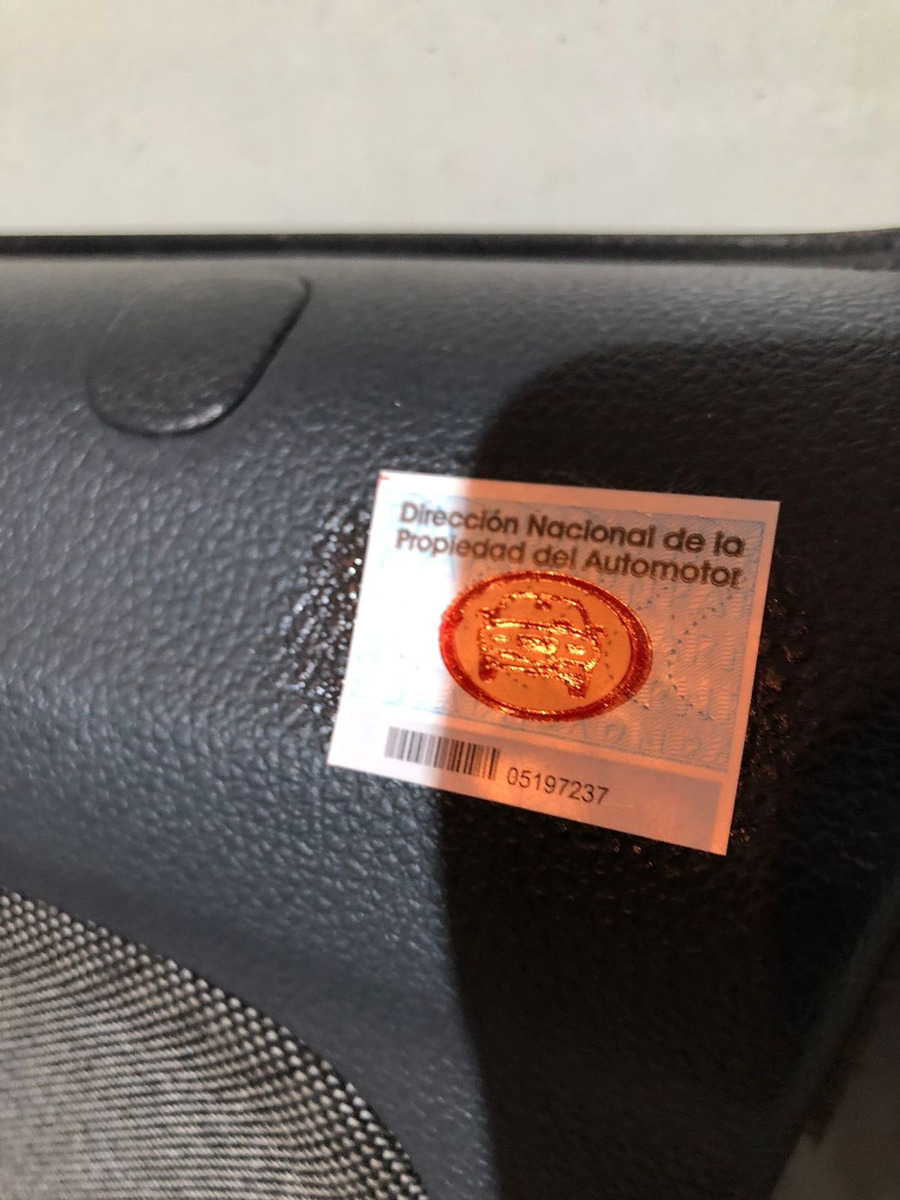 Dirección Nacional de la
Propiedad del Automotor
05197237